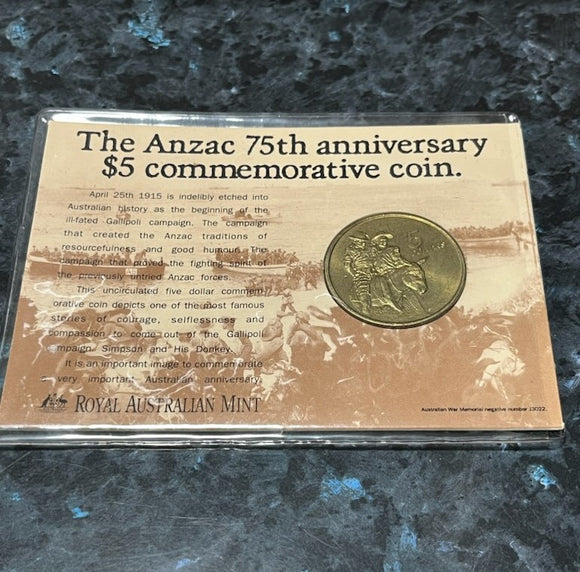 The Anzac 75th anniversary
$5 commemorative coin.
April 25th 1915 is indelibly etched into
Australian history as the beginning of the
ill-fated Gallipoli campaign. The campaign
that created the Anzac traditions of
resourcefulness and good humour. The
campaign that proved the fighting spirit of
the previously untried Anzac forces.
This uncirculated five dollar commem-
orative coin depicts one of the most famous
stories of courage, selflessness and
compassion to come out of the Gallipoli
mpaign. Simpson and His Donkey.
It is an important image to commemorate
a very important Australian anniversary.
ROYAL AUSTRALIAN MINT
Australian War Memorial negative number 13022.
5